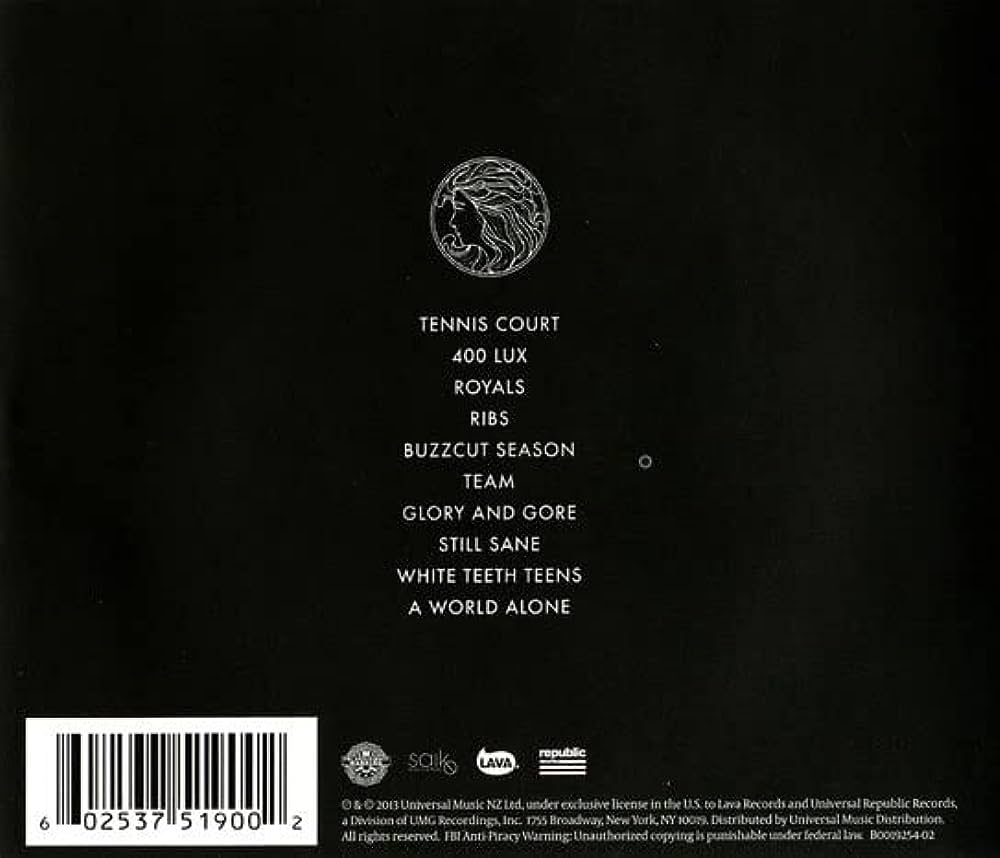 TENNIS COURT
400 LUX
ROYALS
RIBS
BUZZCUT SEASON
TEAM
GLORY AND GORE
STILL SANE
WHITE TEETH TEENS
A WORLD ALONE
6 02537 51900 2
saiko
LAVA.
republic
℗ & © 2013 Universal Music NZ Ltd, under exclusive license in the U.S. to Lava Records and Universal Republic Records,
a Division of UMG Recordings, Inc. 1755 Broadway, New York, NY 10019. Distributed by Universal Music Distribution.
All rights reserved. FBI Anti-Piracy Warning: Unauthorized copying is punishable under federal law. B0019254-02